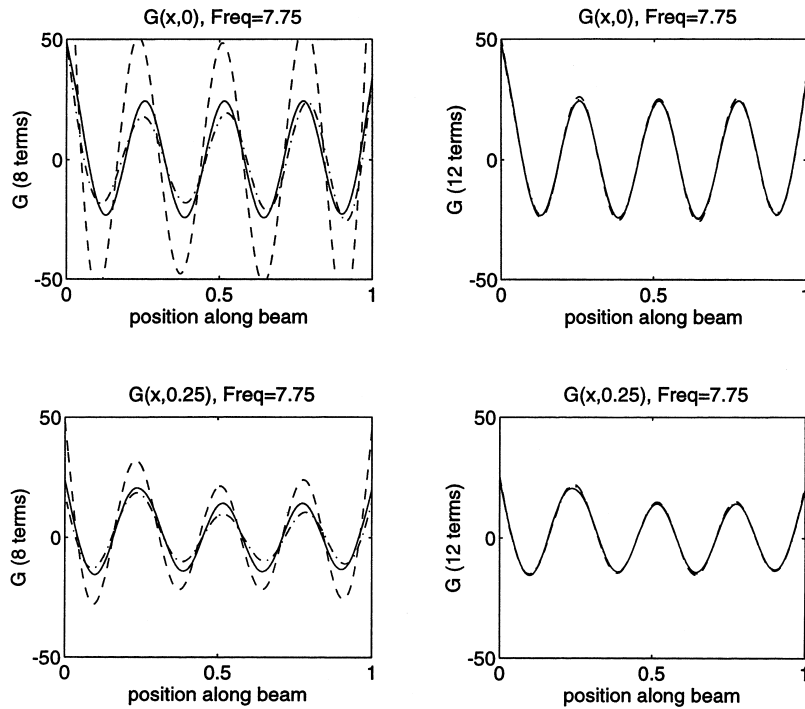 G(x,0), Freq=7.75
50
0
-50
G (8 terms)
0
0.5
1
position along beam
G(x,0), Freq=7.75
50
0
-50
G (12 terms)
0
0.5
1
position along beam
G(x,0.25), Freq=7.75
50
0
-50
G (8 terms)
0
0.5
1
position along beam
G(x,0.25), Freq=7.75
50
0
-50
G (12 terms)
0
0.5
1
position along beam